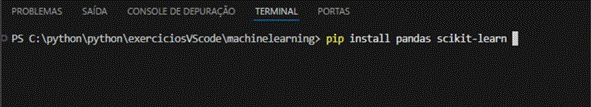 PROBLEMAS SAÍDA CONSOLE DE DEPURAÇÃO TERMINAL PORTAS
PS C:\python\python\exerciciosVScode\machinelearning> pip install pandas scikit-learn